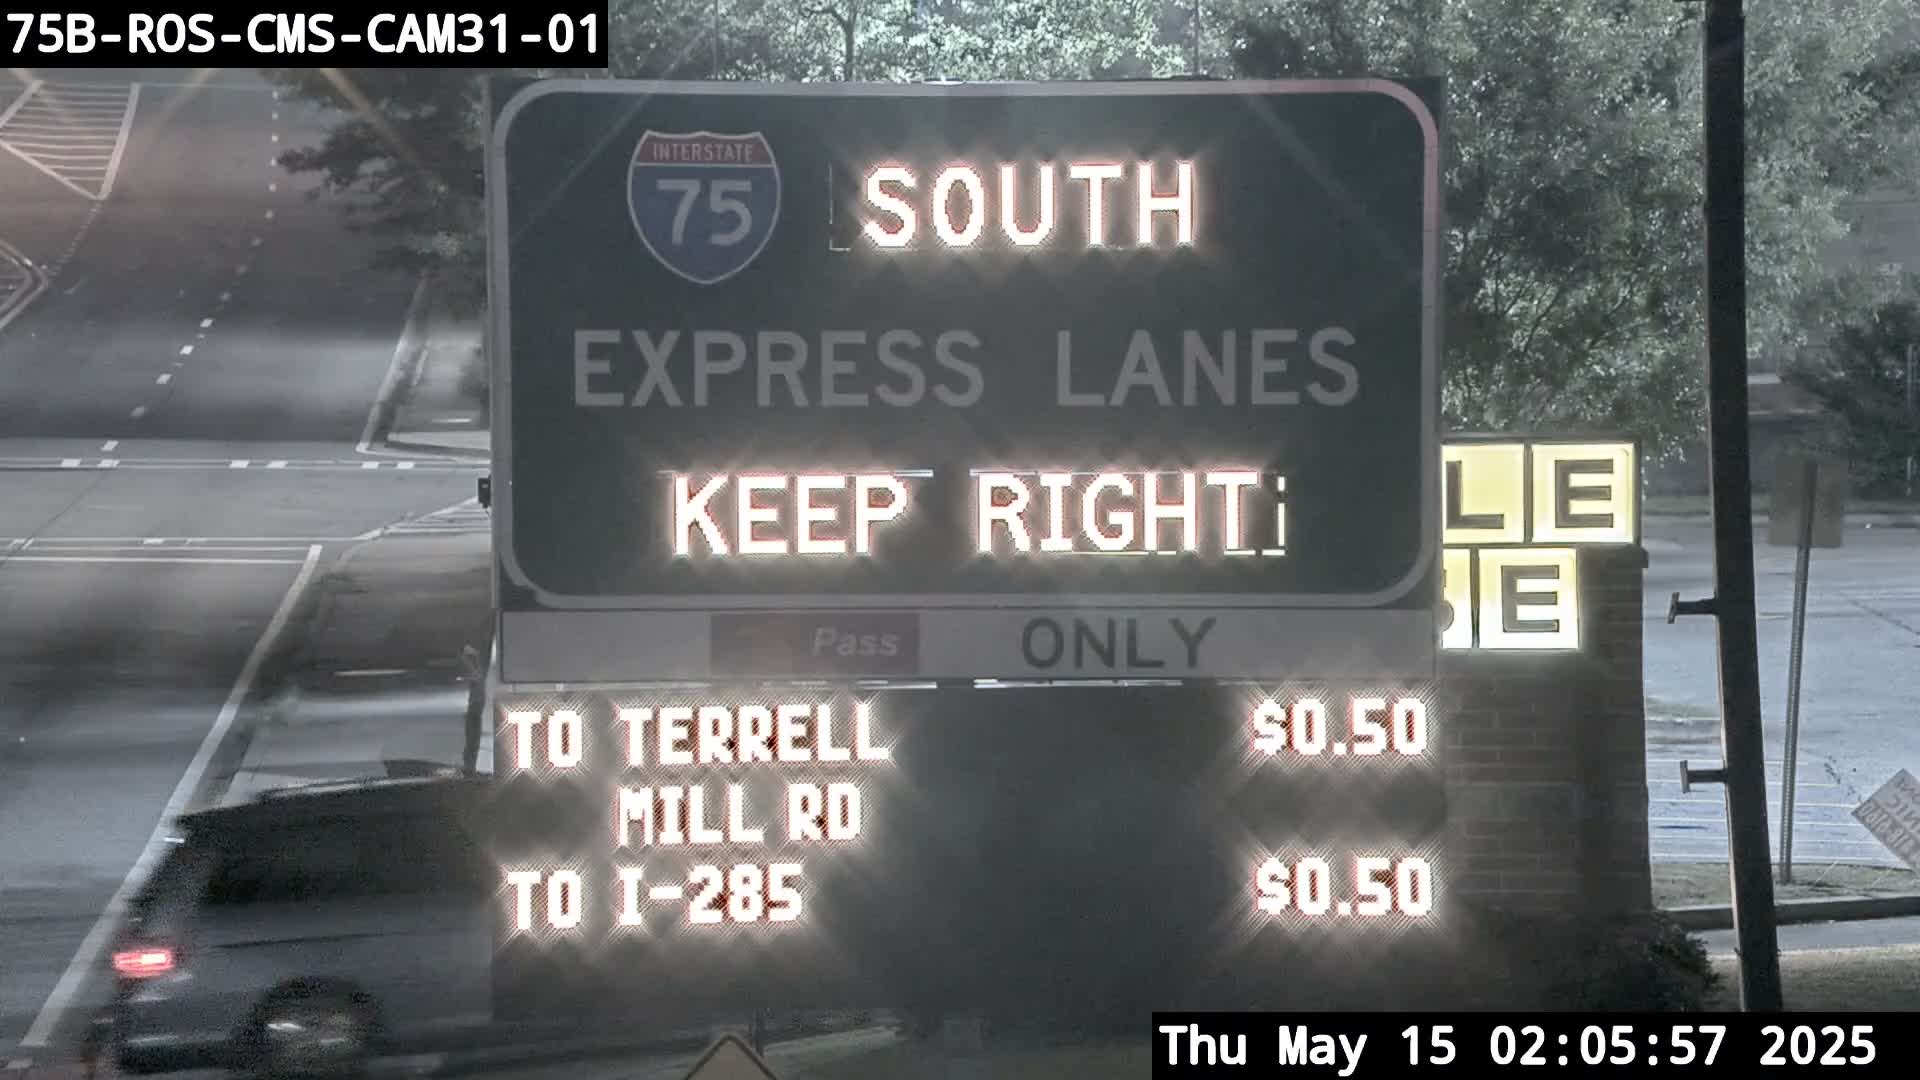 75B-ROS-CMS-CAM31-01
INTERSTATE
75
SOUTH
EXPRESS LANES
KEEP RIGHT
Pass ONLY
TO TERRELL $0.50
MILL RD
TO I-285 $0.50
LE
E
Thu May 15 02:05:57 2025